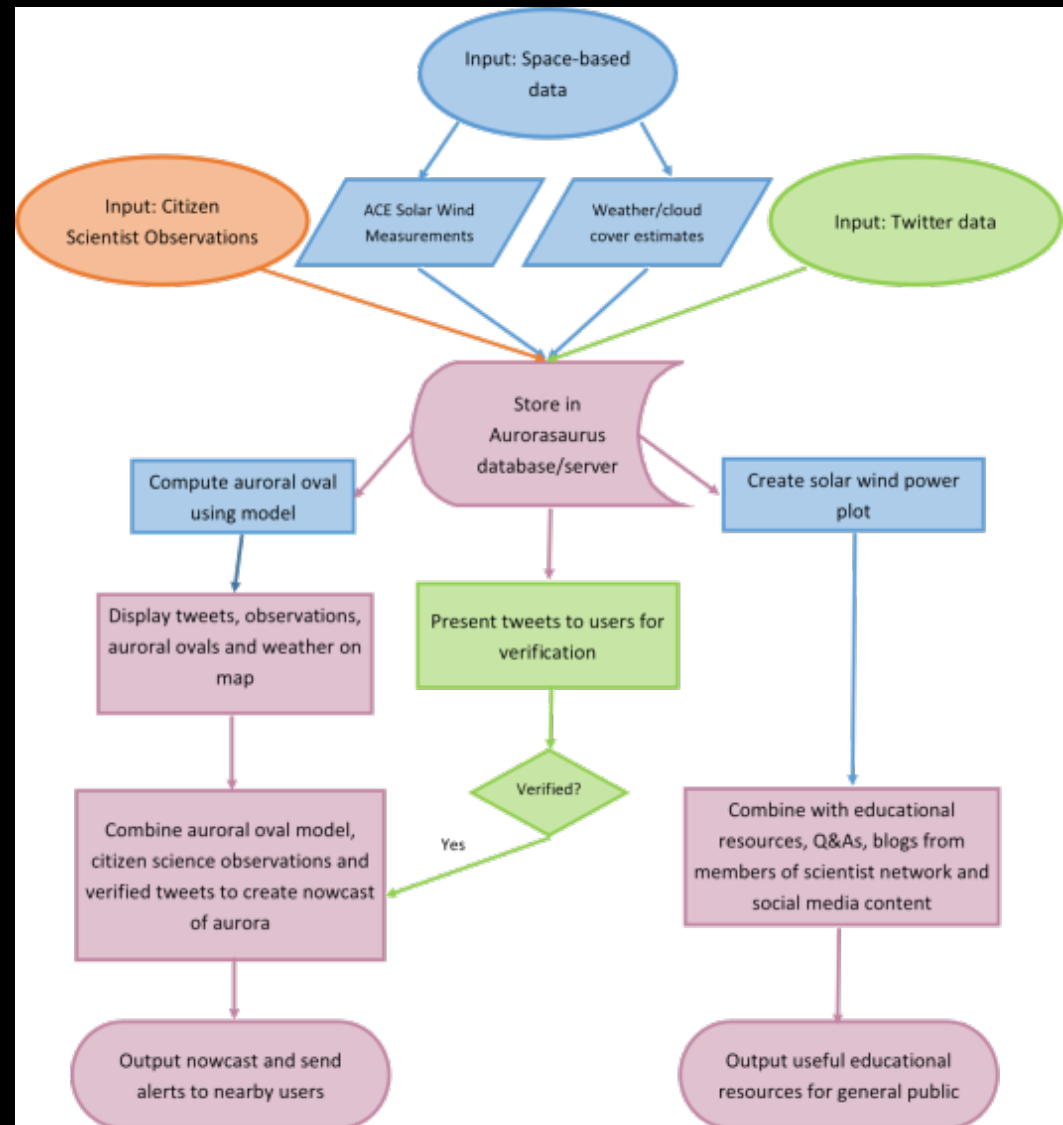 Input: Space-based
data
Input: Citizen
Scientist Observations
ACE Solar Wind
Measurements
Weather/cloud
cover estimates
Input: Twitter data
Store in
Aurorasaurus
database/server
Compute auroral oval
using model
Create solar wind power
plot
Display tweets, observations,
auroral ovals and weather on
map
Present tweets to users for
verification
Verified?
Yes
Combine auroral oval model,
citizen science observations and
verified tweets to create nowcast
of aurora
Combine with educational
resources, Q&As, blogs from
members of scientist network and
social media content
Output nowcast and send
alerts to nearby users
Output useful educational
resources for general public